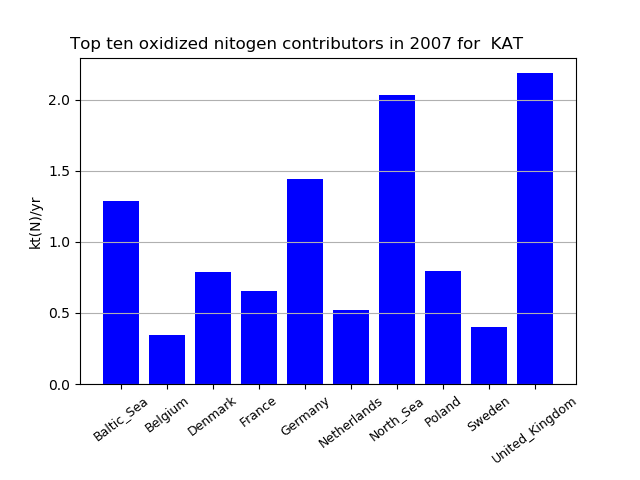 Top ten oxidized nitogen contributors in 2007 for  KAT
kt(N)/yr
2.0
1.5
1.0
0.5
0.0
Baltic_Sea
Belgium
Denmark
France
Germany
Netherlands
North_Sea
Poland
Sweden
United_Kingdom